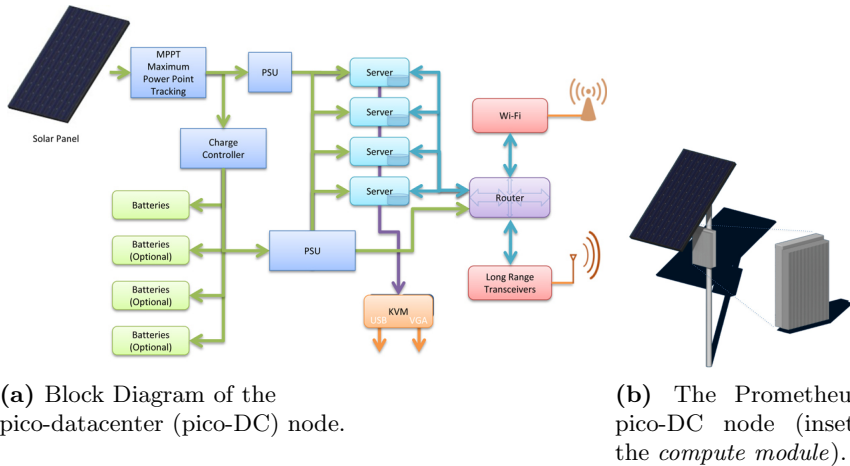 MPPT
Maximum
Power Point
Tracking
PSU
Server
Server
Server
Server
Wi-Fi
Solar Panel
Charge
Controller
Batteries
Batteries
(Optional)
Batteries
(Optional)
Batteries
(Optional)
PSU
Router
Long Range
Transceivers
KVM
USB VGA
(a) Block Diagram of the
pico-datacenter (pico-DC) node.
(b) The Prometheu
pico-DC node (inset
the compute module).